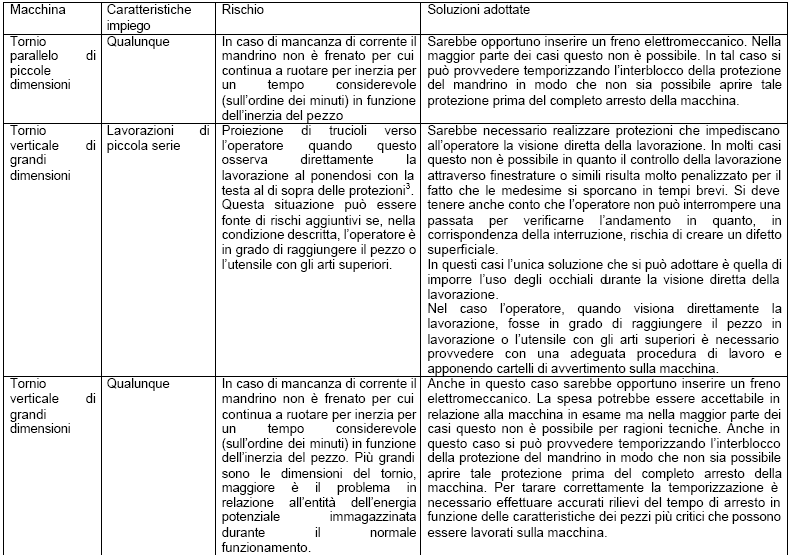 Macchina
Caratteristiche
impiego
Rischio
Soluzioni adottate
Tornio
parallelo di
piccole
dimensioni
Qualunque
In caso di mancanza di corrente il
mandrino non è frenato per cui
continua a ruotare per inerzia per
un tempo considerevole
(sull'ordine dei minuti) in funzione
dell'inerzia del pezzo
Sarebbe opportuno inserire un freno elettromeccanico. Nella
maggior parte dei casi questo non è possibile. In tal caso si
può provvedere temporizzando l'interblocco della protezione
del mandrino in modo che non sia possibile aprire tale
protezione prima del completo arresto della macchina.
Tornio
verticale di
grandi
dimensioni
Lavorazioni di
piccola serie
Proiezione di trucioli verso
l'operatore quando questo
osserva direttamente la
lavorazione al ponendosi con la
testa al di sopra delle protezioni³.
Questa situazione può essere
fonte di rischi aggiuntivi se, nella
condizione descritta, l'operatore è
in grado di raggiungere il pezzo o
l'utensile con gli arti superiori.
Sarebbe necessario realizzare protezioni che impediscano
all'operatore la visione diretta della lavorazione. In molti casi
questo non è possibile in quanto il controllo della lavorazione
attraverso finestrature o simili risulta molto penalizzato per il
fatto che le medesime si sporcano in tempi brevi. Si deve
tenere anche conto che l'operatore non può interrompere una
passata per verificarne l'andamento in quanto, in
corrispondenza della interruzione, rischia di creare un difetto
superficiale.
In questi casi l'unica soluzione che si può adottare è quella di
imporre l'uso degli occhiali durante la visione diretta della
lavorazione.
Nel caso l'operatore, quando visiona direttamente la
lavorazione, fosse in grado di raggiungere il pezzo in
lavorazione o l'utensile con gli arti superiori è necessario
provvedere con una adeguata procedura di lavoro e
apponendo cartelli di avvertimento sulla macchina.
Tornio
verticale di
grandi
dimensioni
Qualunque
In caso di mancanza di corrente il
mandrino non è frenato per cui
continua a ruotare per inerzia per
un tempo considerevole
(sull'ordine dei minuti) in funzione
dell'inerzia del pezzo. Più grandi
sono le dimensioni del tornio,
maggiore è il problema in
relazione all'entità dell'energia
potenziale immagazzinata
durante il normale
funzionamento.
Anche in questo caso sarebbe opportuno inserire un freno
elettromeccanico. La spesa potrebbe essere accettabile in
relazione alla macchina in esame ma nella maggior parte dei
casi questo non è possibile per ragioni tecniche. Anche in
questo caso si può provvedere temporizzando l'interblocco
della protezione del mandrino in modo che non sia possibile
aprire tale protezione prima del completo arresto della
macchina. Per tarare correttamente la temporizzazione è
necessario effettuare accurati rilievi del tempo di arresto in
funzione delle caratteristiche dei pezzi più critici che possono
essere lavorati sulla macchina.